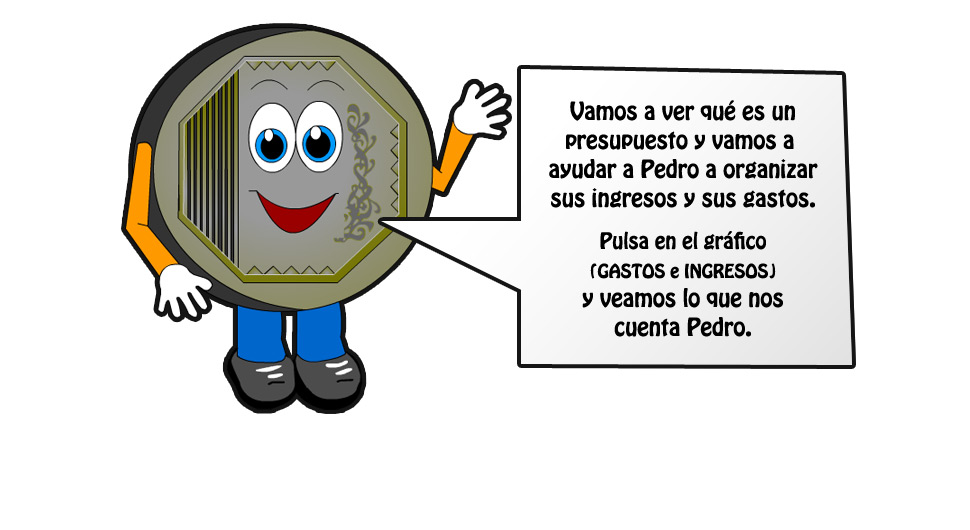 Vamos a ver qué es un
presupuesto y vamos a
ayudar a Pedro a organizar
sus ingresos y sus gastos.
Pulsa en el gráfico
(GASTOS e INGRESOS)
y veamos lo que nos
cuenta Pedro.